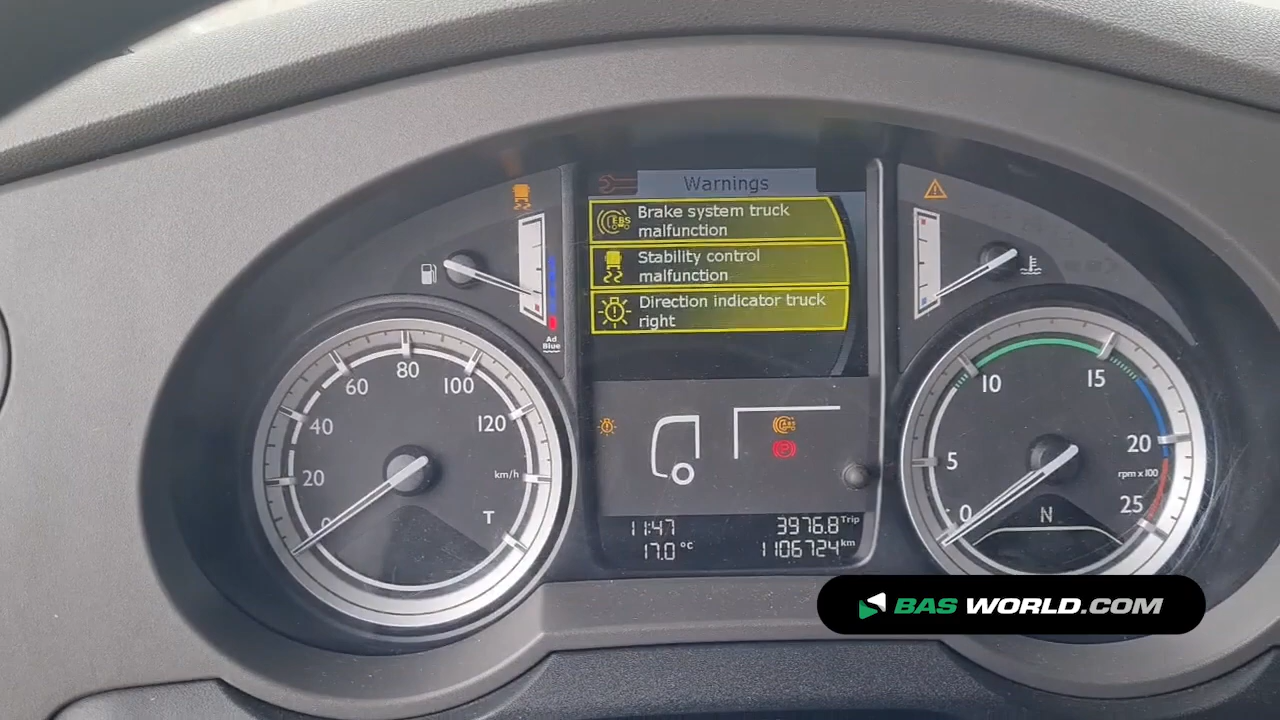 Warnings
EBS
Brake system truck
malfunction
Stability control
malfunction
Direction indicator truck
right
Ad
Blue
0
20
40
60
80
100
120
km/h
T
ABS
P
11:47
3976.8 Trip
17.0 °C
1106724 km
0
5
10
15
20
25
rpm x 100
N
BAS WORLD.COM